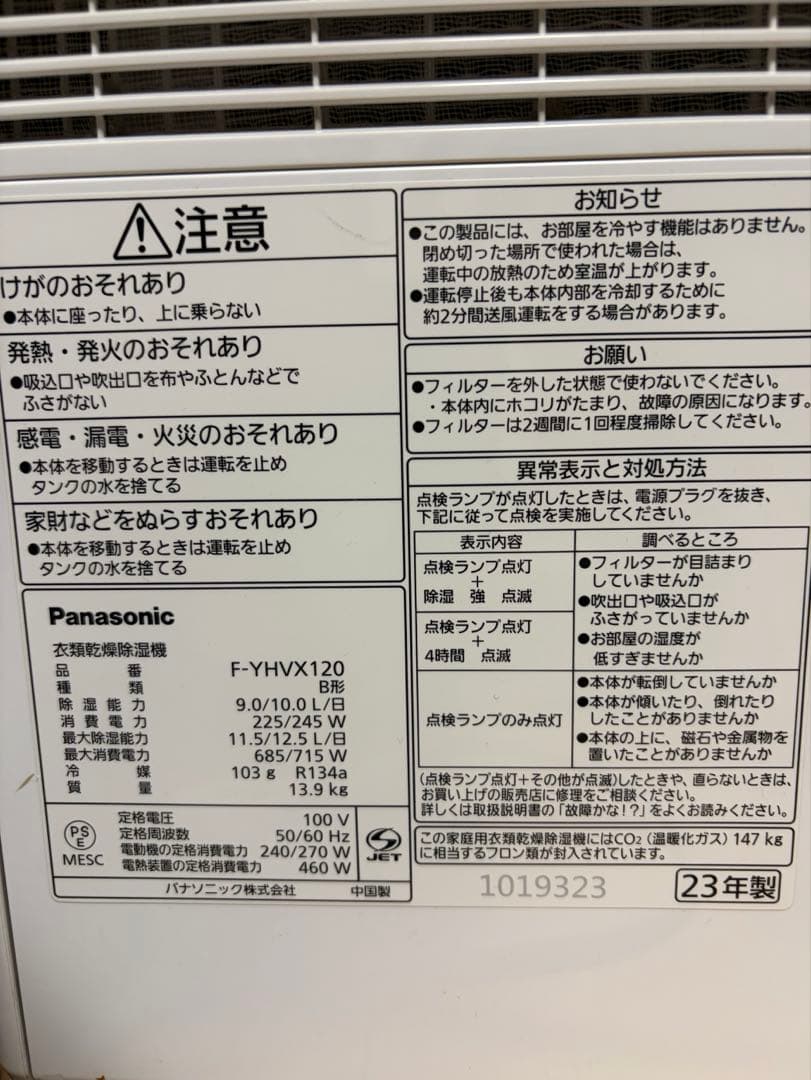 注意
けがのおそれあり
●本体に座ったり、上に乗らない
発熱・発火のおそれあり
●吸込口や吹出口を布やふとんなどで
ふさがない
感電・漏電・火災のおそれあり
●本体を移動するときは運転を止め
タンクの水を捨てる
家財などをぬらすおそれあり
●本体を移動するときは運転を止め
タンクの水を捨てる
Panasonic
衣類乾燥除湿機
品番 F-YHVX120
種類 B形
除湿能力 9.0/10.0 L/日
消費電力 225/245 W
最大除湿能力 11.5/12.5 L/日
最大消費電力 685/715 W
冷媒 103 g R134a
質量 13.9 kg
PSE
MESC
定格電圧 100 V
定格周波数 50/60 Hz
電動機の定格消費電力 240/270 W
電熱装置の定格消費電力 460 W
JET
パナソニック株式会社 中国製
お知らせ
●この製品には、お部屋を冷やす機能はありません。
閉め切った場所で使われた場合は、
運転中の放熱のため室温が上がります。
●運転停止後も本体内部を冷却するために
約2分間送風運転をする場合があります。
お願い
●フィルターを外した状態で使わないでください。
・本体内にホコリがたまり、故障の原因になります。
●フィルターは2週間に1回程度掃除してください。
異常表示と対処方法
点検ランプが点灯したときは、電源プラグを抜き、
下記に従って点検を実施してください。
表示内容 調べるところ
点検ランプ点灯
+
除湿 強 点滅
点検ランプ点灯
+
4時間 点滅
●フィルターが目詰まり
していませんか
●吹出口や吸込口が
ふさがっていませんか
●お部屋の湿度が
低すぎませんか
点検ランプのみ点灯
●本体が転倒していませんか
●本体が傾いたり、倒れたり
したことがありませんか
●本体の上に、磁石や金属物を
置いたことがありませんか
(点検ランプ点灯+その他が点滅)したときや、直らないときは、
お買い上げの販売店に修理をご相談ください。
詳しくは取扱説明書の「故障かな!?」をよくお読みください。
この家庭用衣類乾燥除湿機にはCO2(温暖化ガス)147 kg
に相当するフロン類が封入されています。
1019323
23年製